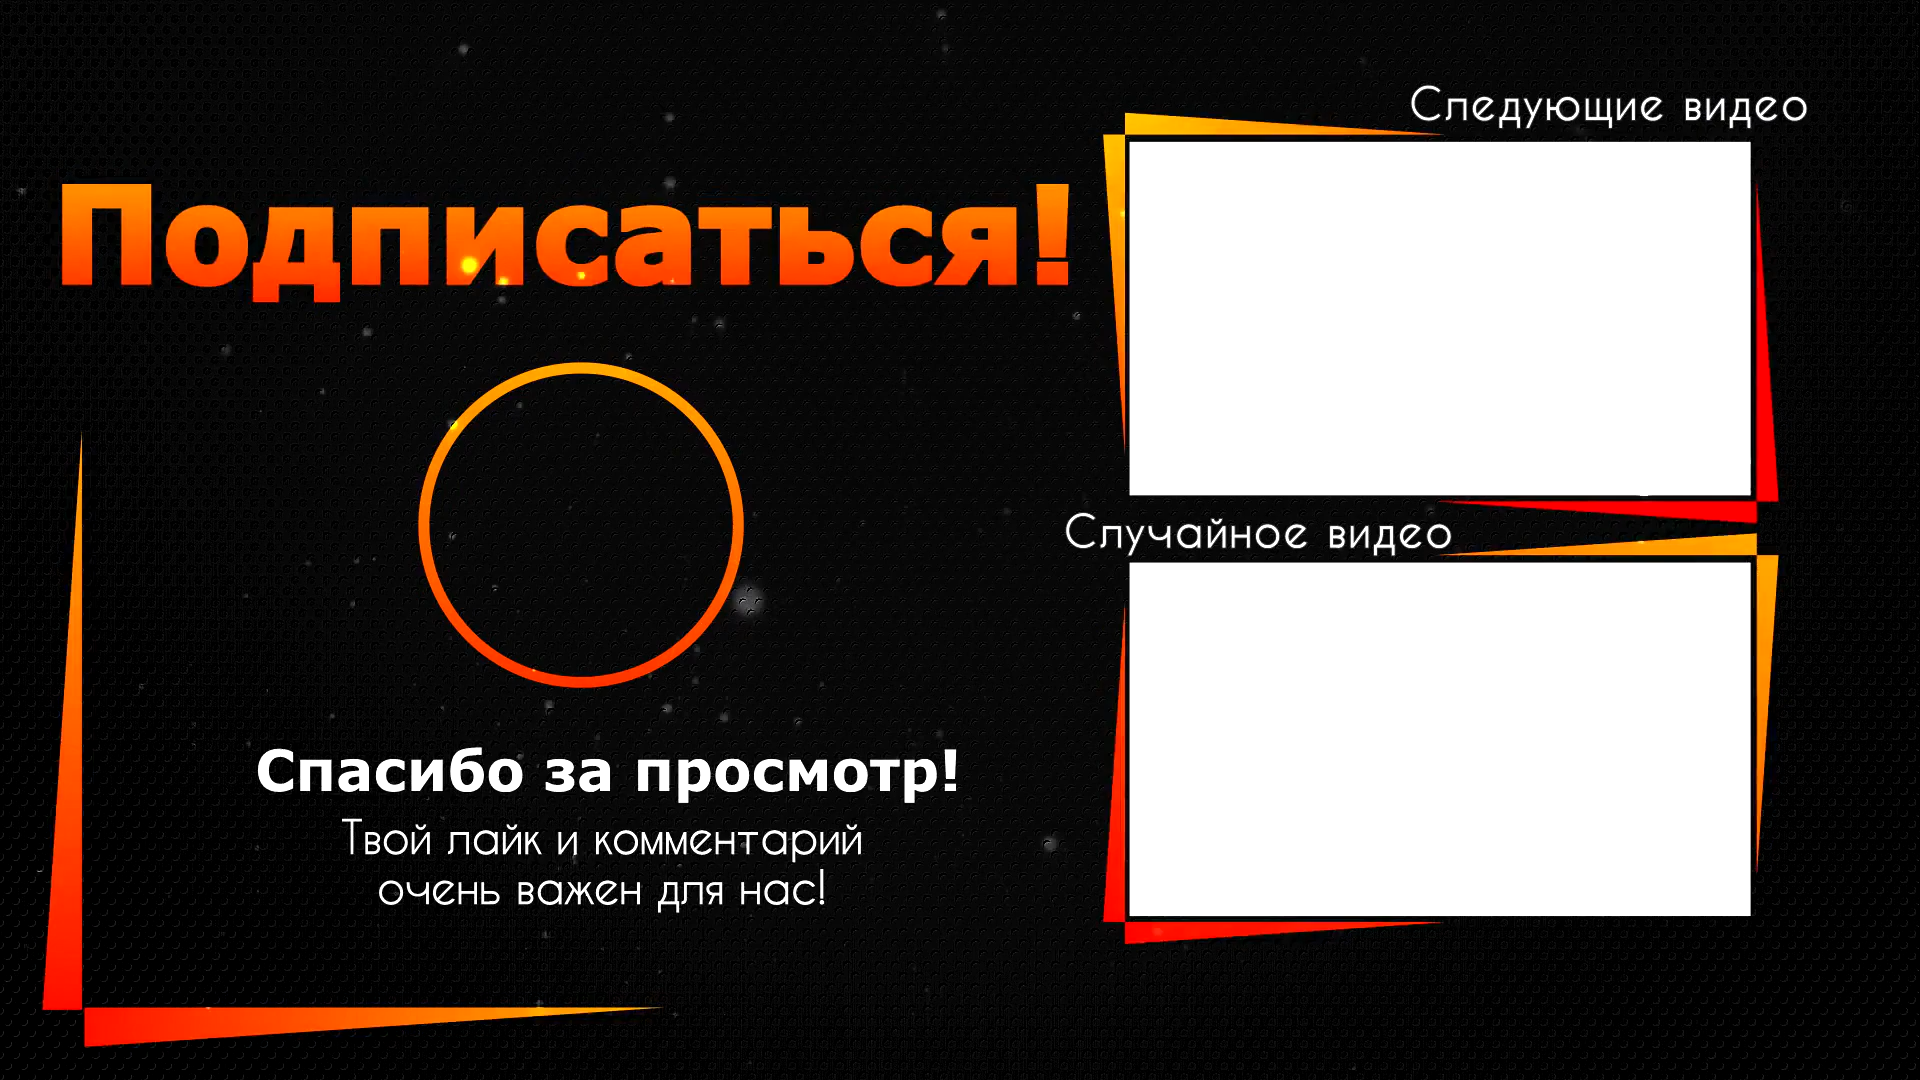 Подписаться!
Спасибо за просмотр!
Твой лайк и комментарий
очень важен для нас!
Следующие видео
Случайное видео